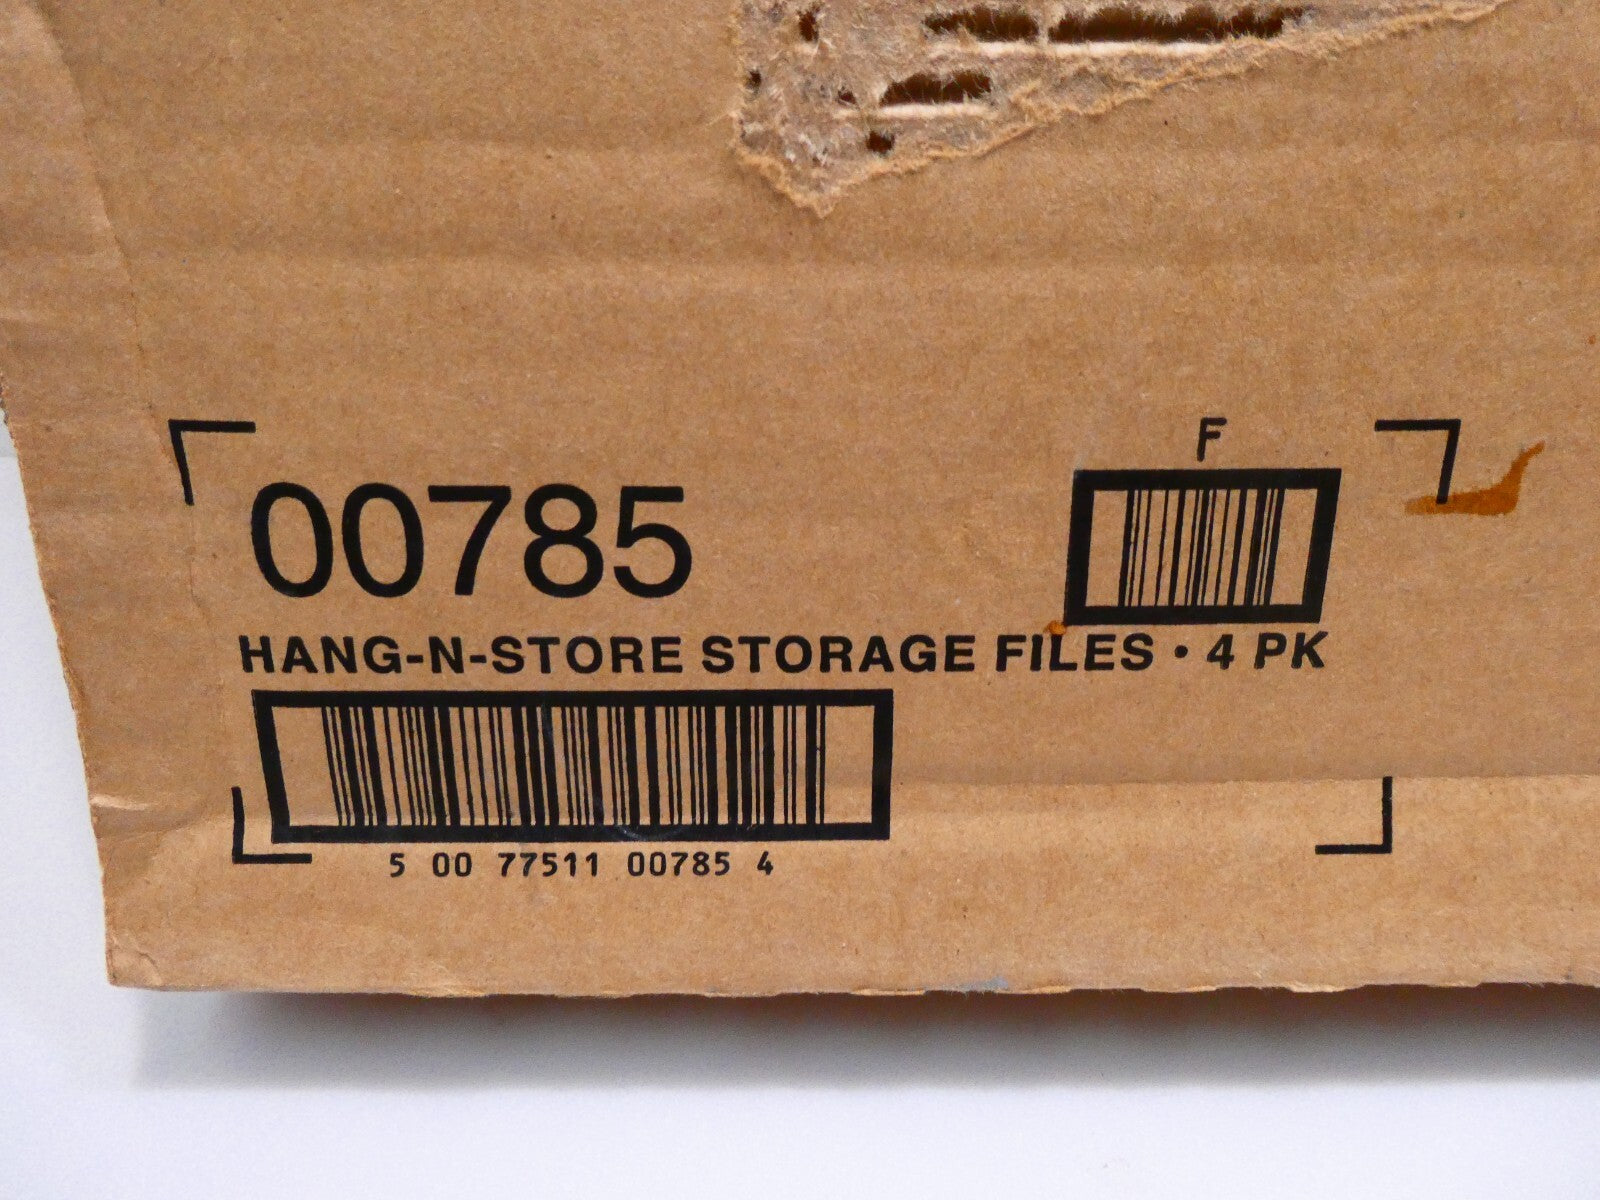 F
00785
HANG-N-STORE STORAGE FILES • 4 PK
5 00 77511 00785 4